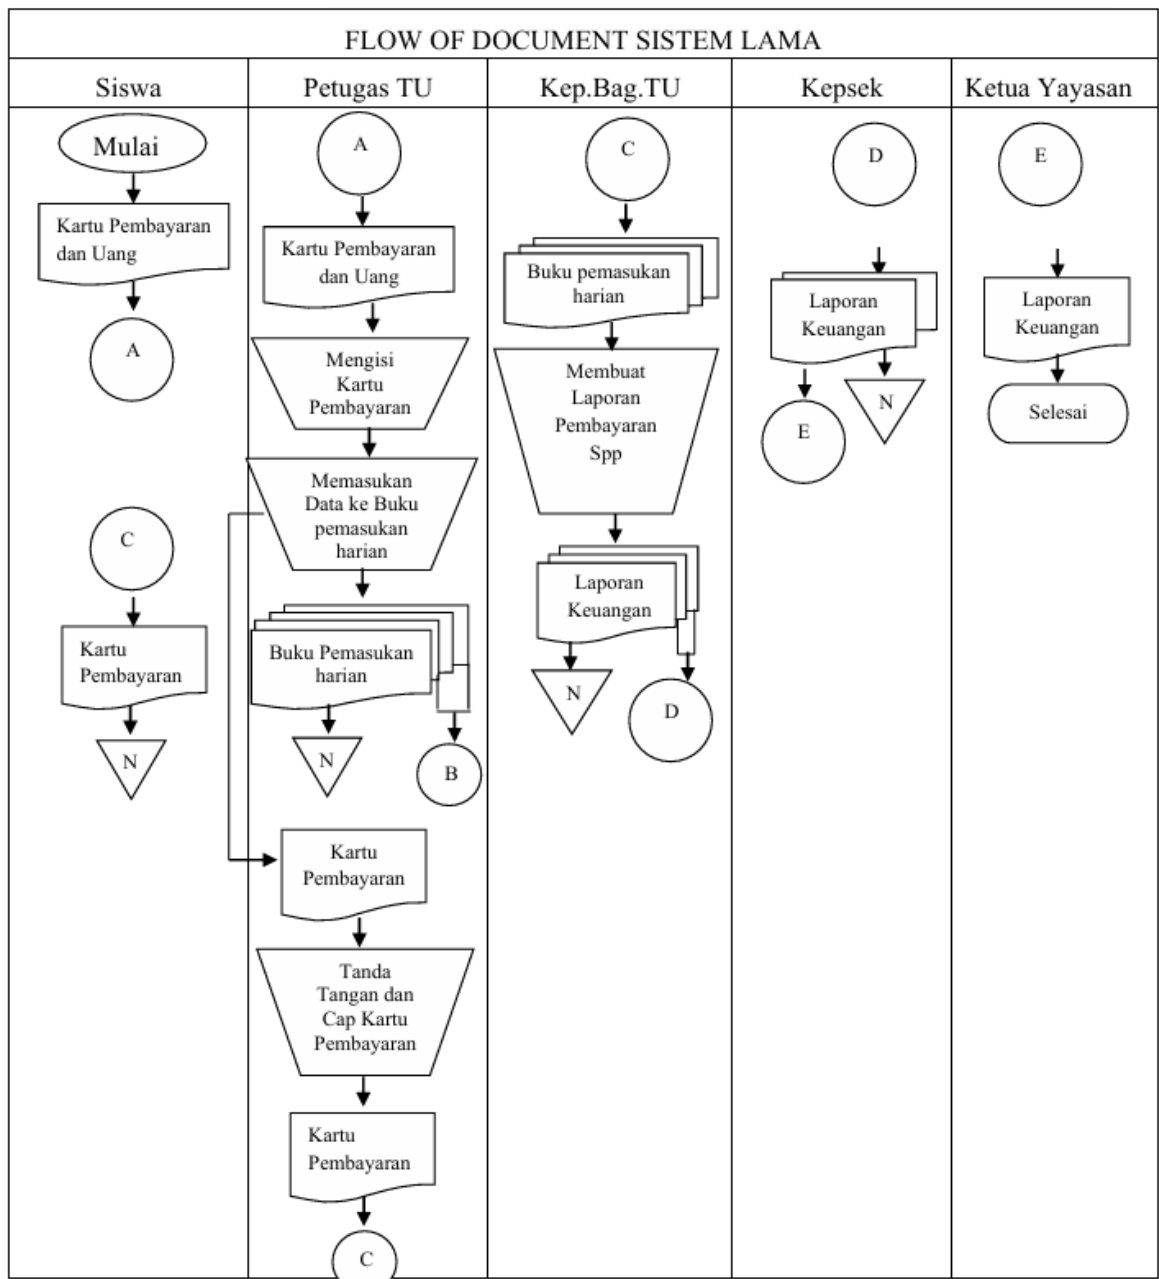 FLOW OF DOCUMENT SISTEM LAMA
Siswa
Petugas TU
Kep.Bag.TU
Kepsek
Ketua Yayasan
Mulai
Kartu Pembayaran
dan Uang
A
C
Kartu
Pembayaran
N
A
Kartu Pembayaran
dan Uang
Mengisi
Kartu
Pembayaran
Memasukan
Data ke Buku
pemasukan
harian
Buku Pemasukan
harian
N
B
Kartu
Pembayaran
Tanda
Tangan dan
Cap Kartu
Pembayaran
Kartu
Pembayaran
C
C
Buku pemasukan
harian
Membuat
Laporan
Pembayaran
Spp
Laporan
Keuangan
N
D
D
Laporan
Keuangan
E
N
E
Laporan
Keuangan
Selesai